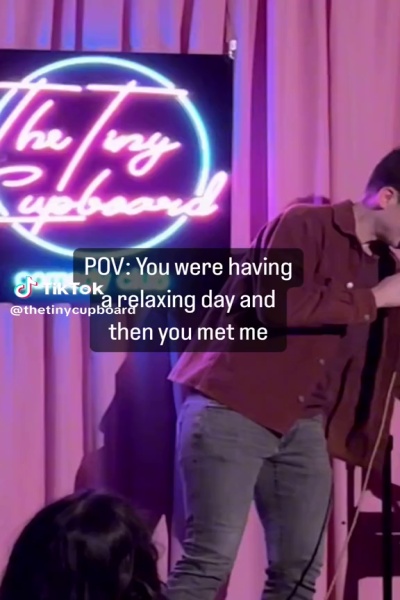 The Tiny
Cupboard
POV: You were having
a relaxing day and
then you met me
TikTok
@thetinycupboard